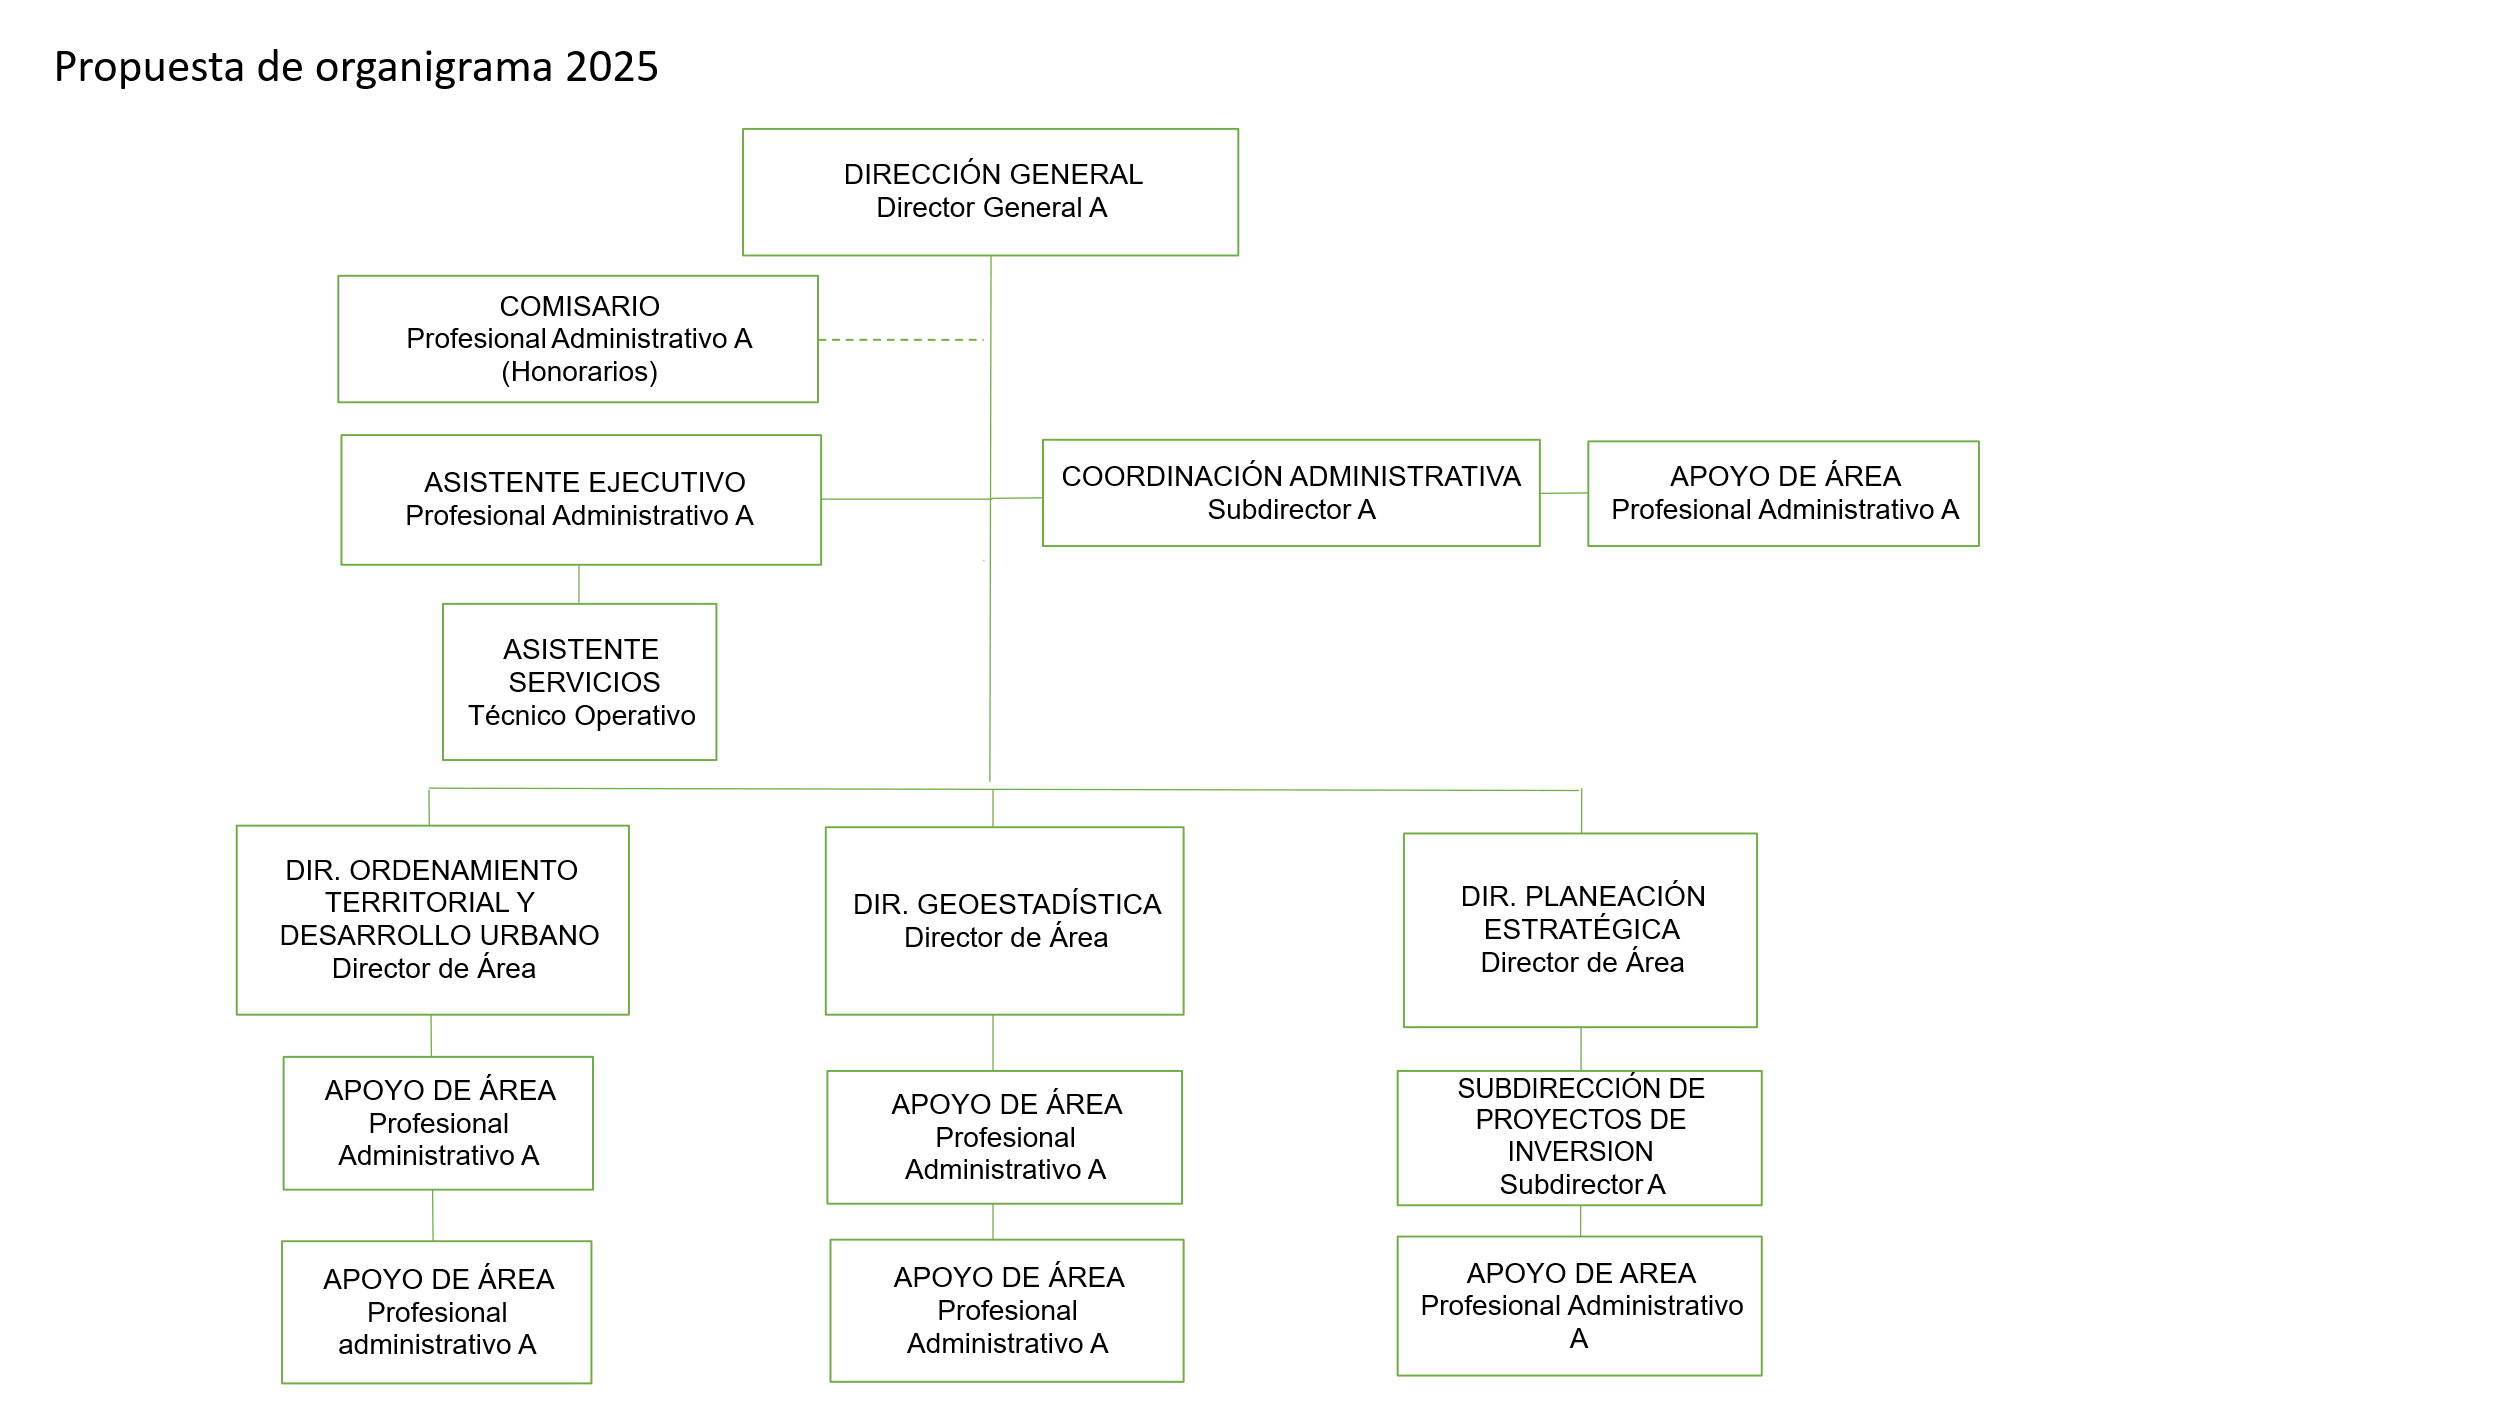 Propuesta de organigrama 2025
DIRECCIÓN GENERAL
Director General A
COMISARIO
Profesional Administrativo A
(Honorarios)
ASISTENTE EJECUTIVO
Profesional Administrativo A
COORDINACIÓN ADMINISTRATIVA
Subdirector A
APOYO DE ÁREA
Profesional Administrativo A
ASISTENTE
SERVICIOS
Técnico Operativo
DIR. ORDENAMIENTO
TERRITORIAL Y
DESARROLLO URBANO
Director de Área
DIR. GEOESTADÍSTICA
Director de Área
DIR. PLANEACIÓN
ESTRATÉGICA
Director de Área
APOYO DE ÁREA
Profesional
Administrativo A
APOYO DE ÁREA
Profesional
Administrativo A
SUBDIRECCIÓN DE
PROYECTOS DE
INVERSION
Subdirector A
APOYO DE ÁREA
Profesional
administrativo A
APOYO DE ÁREA
Profesional
Administrativo A
APOYO DE AREA
Profesional Administrativo
A